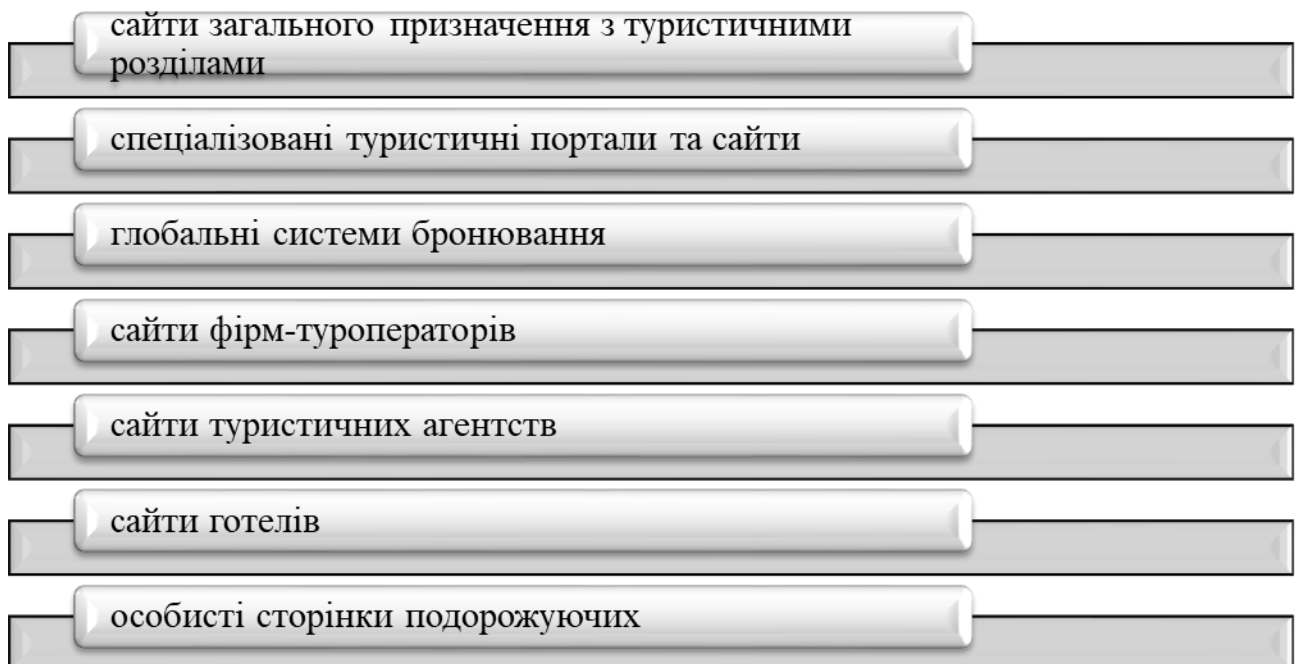 сайти загального призначення з туристичними
розділами
спеціалізовані туристичні портали та сайти
глобальні системи бронювання
сайти фірм-туроператорів
сайти туристичних агентств
сайти готелів
особисті сторінки подорожуючих